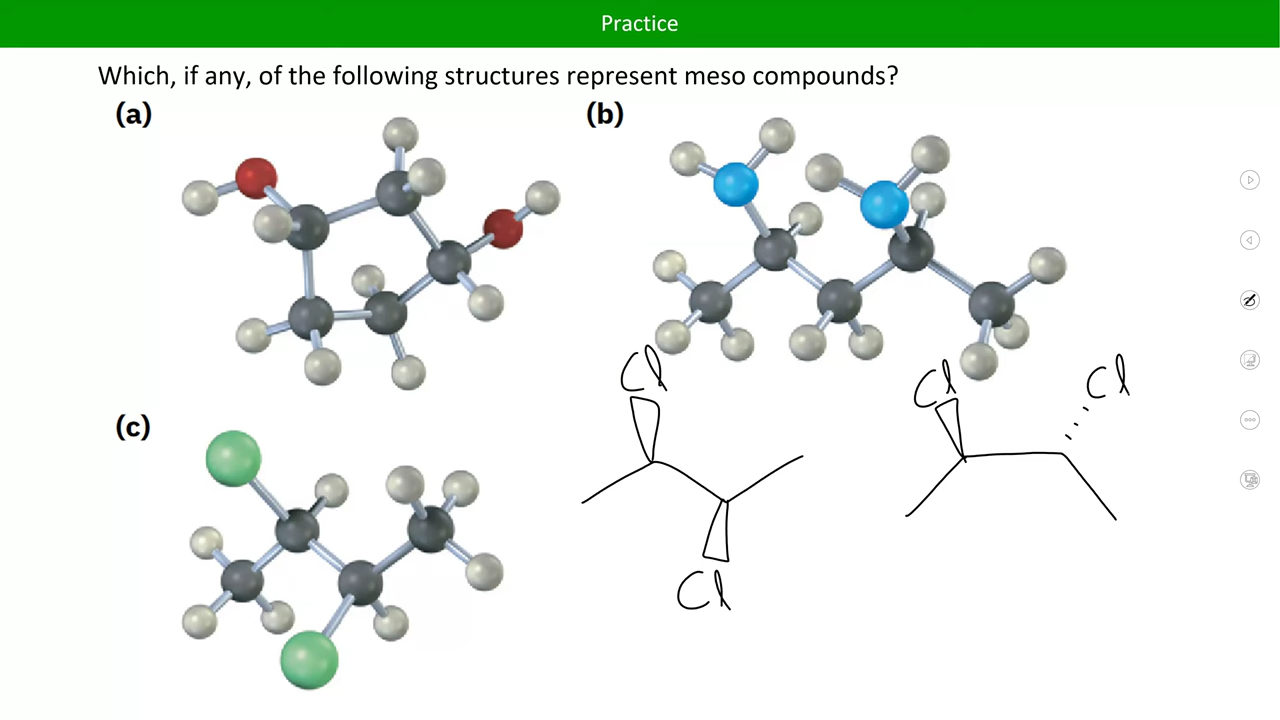 Practice
Which, if any, of the following structures represent meso compounds?
(a)
(b)
(c)
Cl
Cl
Cl
Cl